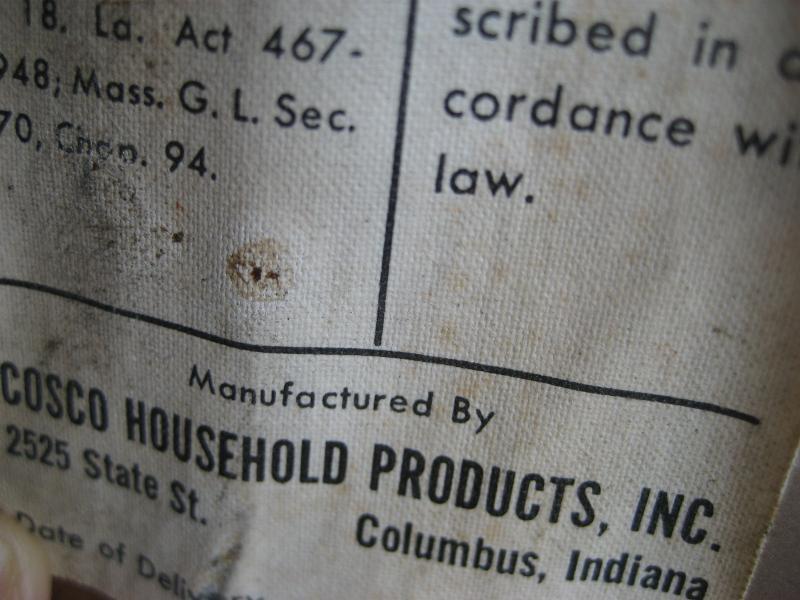 18. La. Act 467-
948; Mass. G. L. Sec.
70, Chap. 94.
scribed in
cordance wi
law.
Manufactured By
COSCO HOUSEHOLD PRODUCTS, INC.
2525 State St.
Columbus, Indiana
Date of Delivery